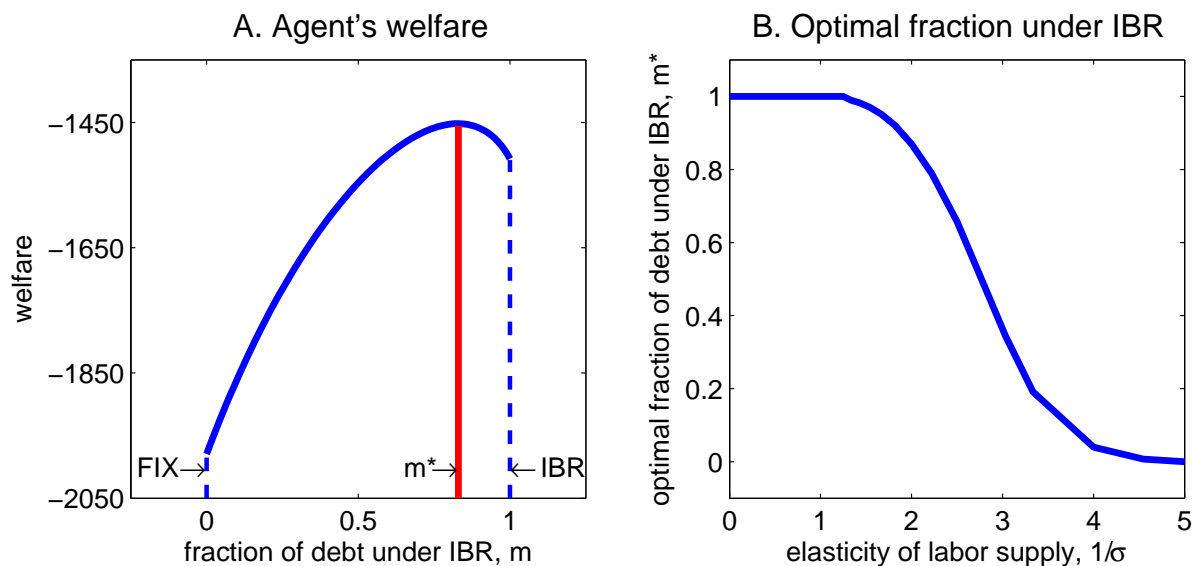 A. Agent's welfare
welfare
−1450
−1650
−1850
−2050
FIX
m*
IBR
0
0.5
1
fraction of debt under IBR, m
B. Optimal fraction under IBR
optimal fraction of debt under IBR, m*
1
0.8
0.6
0.4
0.2
0
0
1
2
3
4
5
elasticity of labor supply, 1/σ